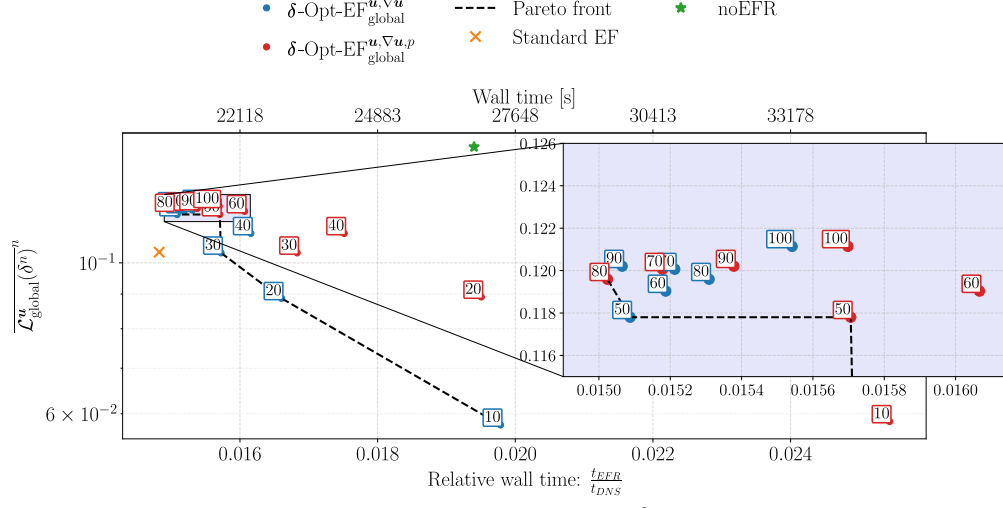 δ-Opt-EF^{u,∇u}_{global}
Pareto front
noEFR
δ-Opt-EF^{u,∇u,p}_{global}
Standard EF
Wall time [s]
22118 24883 27648 30413 33178
0.126
0.124
0.122
0.120
0.118
0.116
100 90 80 70 60 50 100 90 80 70 60 50
0.0150 0.0152 0.0154 0.0156 0.0158 0.0160
80 90 100 60
40 40
30 30
20 20
10 10
10^{-1}
6 × 10^{-2}
\overline{𝓛^{u}_{global}(δ^n)}^n
0.016 0.018 0.020 0.022 0.024
Relative wall time: t_{EFR}/t_{DNS}